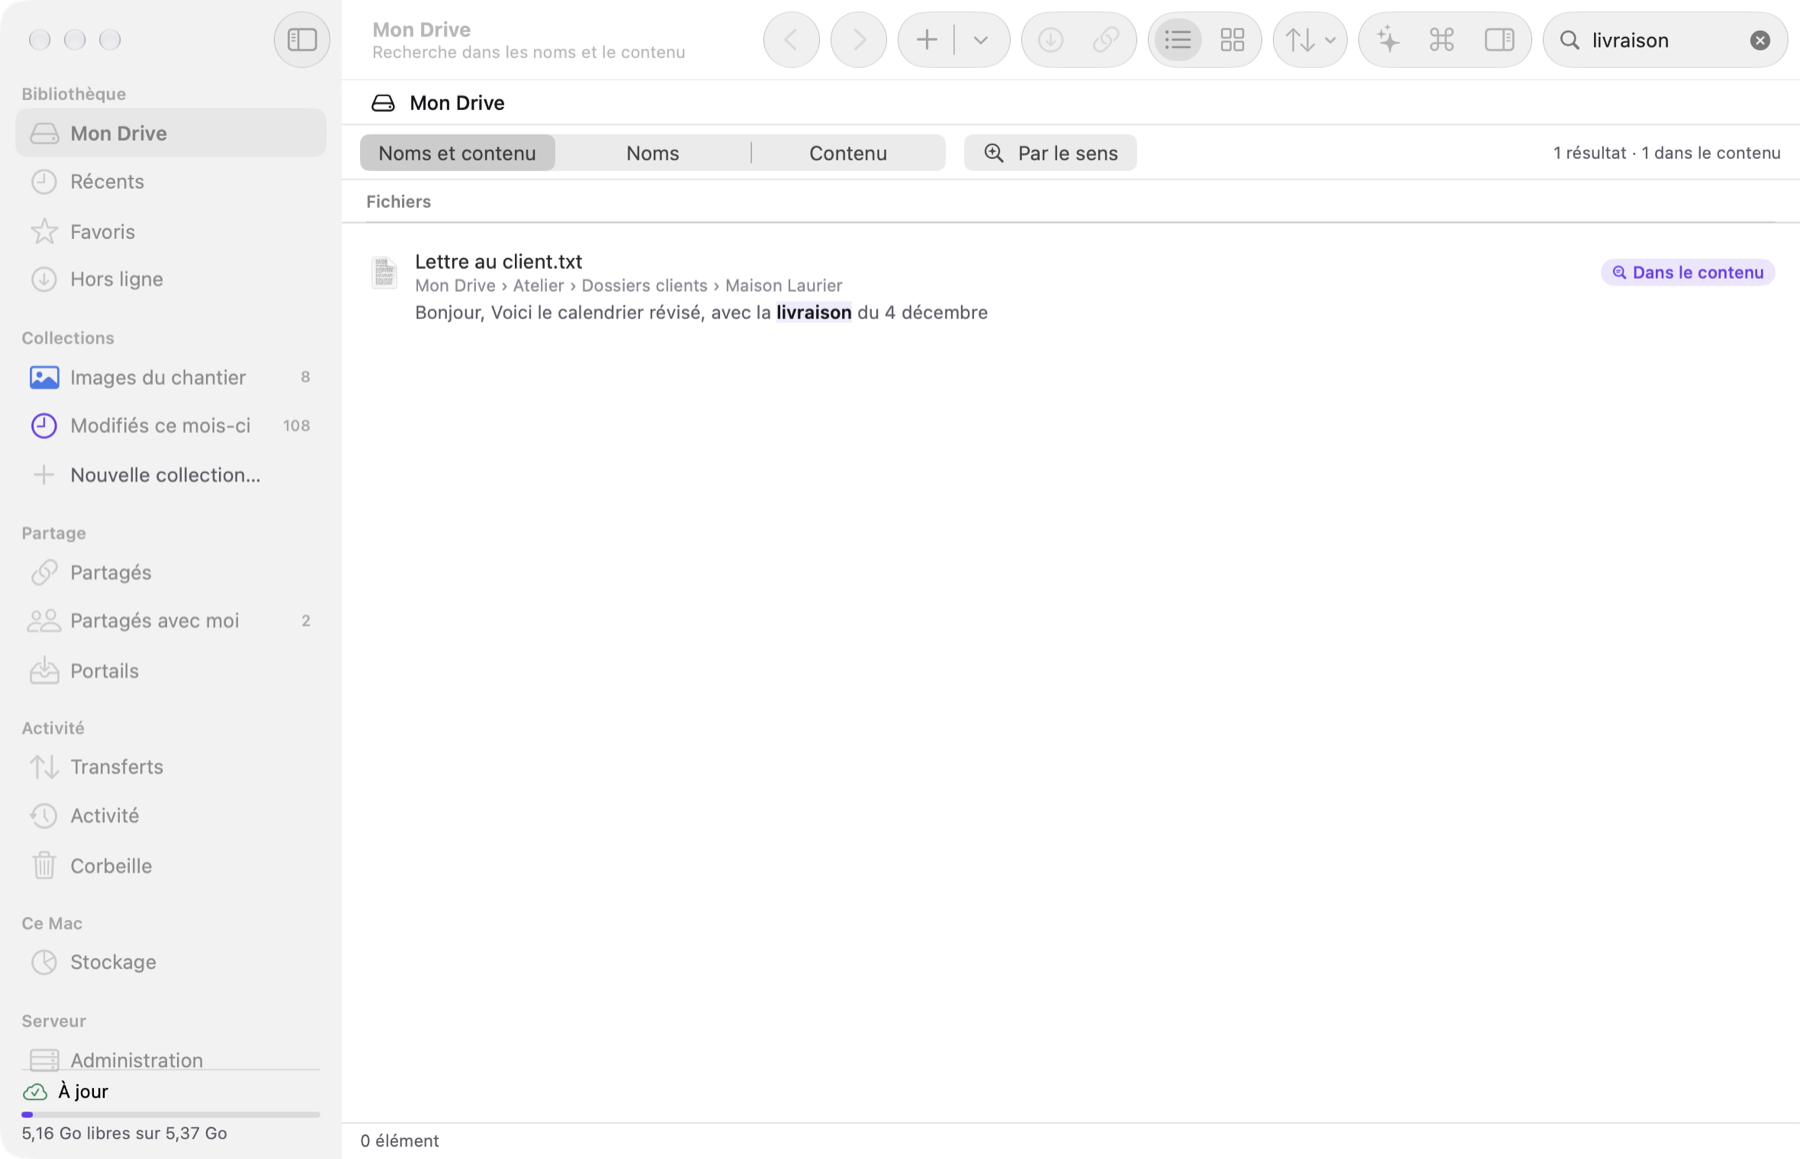 Mon Drive
Recherche dans les noms et le contenu
livraison
Bibliothèque
Mon Drive
Récents
Favoris
Hors ligne
Collections
Images du chantier 8
Modifiés ce mois-ci 108
Nouvelle collection...
Partage
Partagés
Partagés avec moi 2
Portails
Activité
Transferts
Activité
Corbeille
Ce Mac
Stockage
Serveur
Administration
À jour
5,16 Go libres sur 5,37 Go
Mon Drive
Noms et contenu Noms Contenu Par le sens 1 résultat · 1 dans le contenu
Fichiers
Lettre au client.txt
Mon Drive › Atelier › Dossiers clients › Maison Laurier
Dans le contenu
Bonjour, Voici le calendrier révisé, avec la livraison du 4 décembre
0 élément